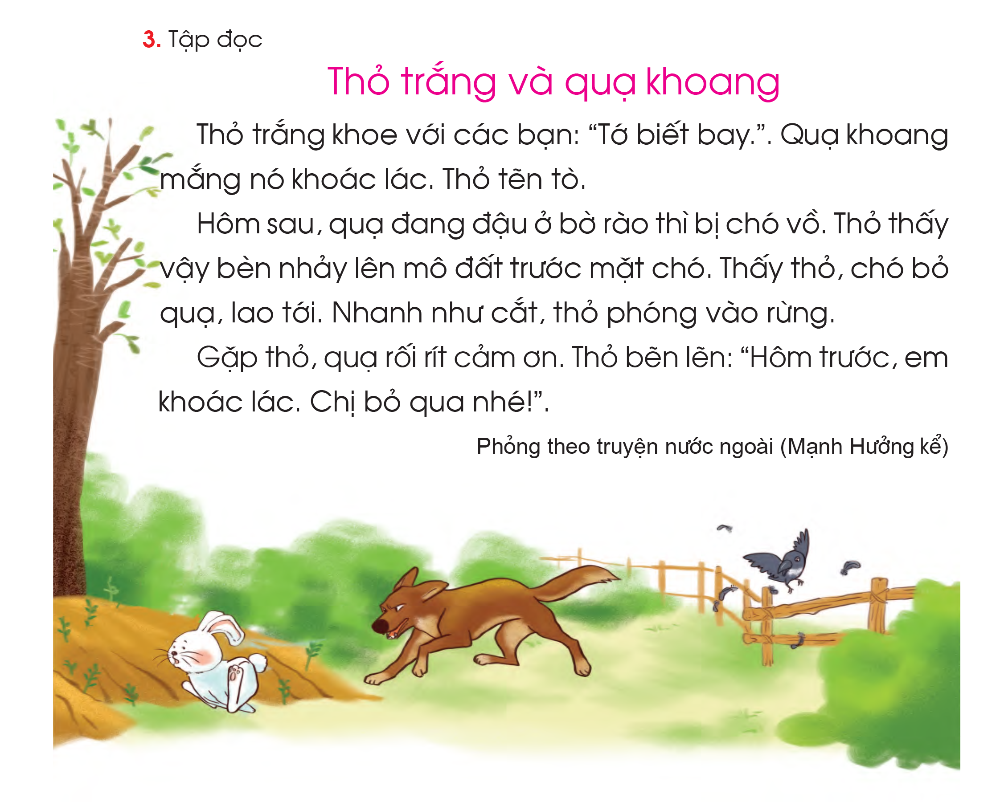 3. Tập đọc
Thỏ trắng và quạ khoang
Thỏ trắng khoe với các bạn: “Tớ biết bay.”. Quạ khoang
mắng nó khoác lác. Thỏ tẽn tò.
Hôm sau, quạ đang đậu ở bờ rào thì bị chó vồ. Thỏ thấy
vậy bèn nhảy lên mô đất trước mặt chó. Thấy thỏ, chó bỏ
quạ, lao tới. Nhanh như cắt, thỏ phóng vào rừng.
Gặp thỏ, quạ rối rít cảm ơn. Thỏ bẽn lẽn: “Hôm trước, em
khoác lác. Chị bỏ qua nhé!”.
Phỏng theo truyện nước ngoài (Mạnh Hưởng kể)